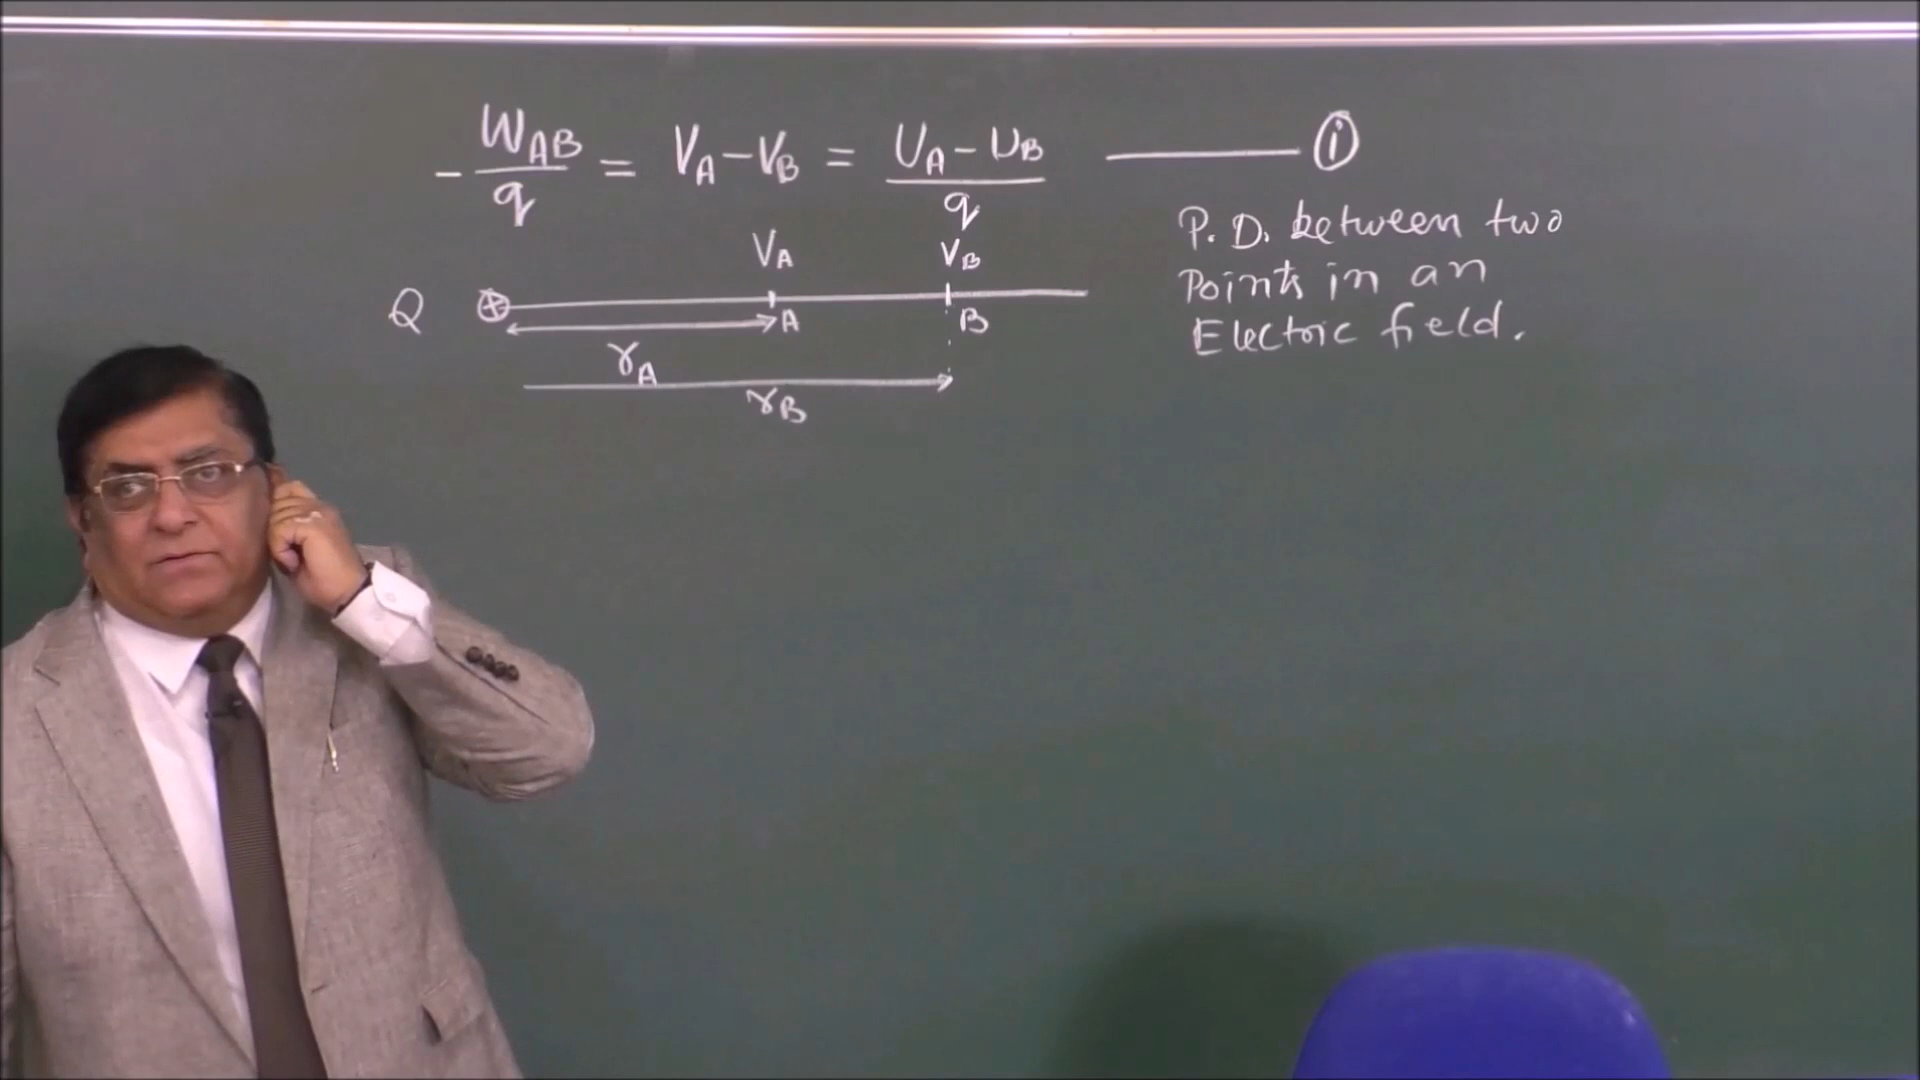 - W_AB / q = V_A - V_B = (U_A - U_B) / q ——— (i)
P. D. between two
Points in an
Electric field.
V_A V_B
Q ⊕ A B
r_A
r_B